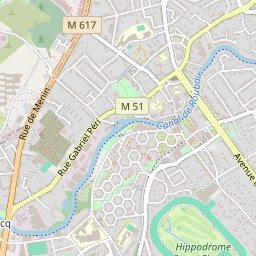 M 617
Rue de Menin
M 51
Canal de Roubaix
Rue Gabriel Péri
Avenue
cq
Hippodrome